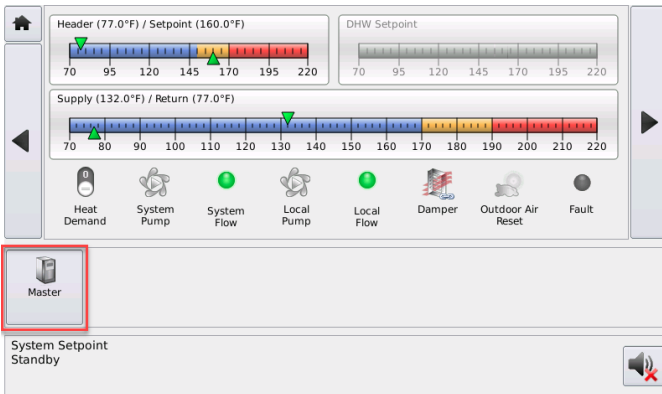 Header (77.0°F) / Setpoint (160.0°F)
70 95 120 145 170 195 220
DHW Setpoint
70 95 120 145 170 195 220
Supply (132.0°F) / Return (77.0°F)
70 80 90 100 110 120 130 140 150 160 170 180 190 200 210 220
0
Heat Demand
System Pump
System Flow
Local Pump
Local Flow
Damper
Outdoor Air Reset
Fault
Master
System Setpoint
Standby